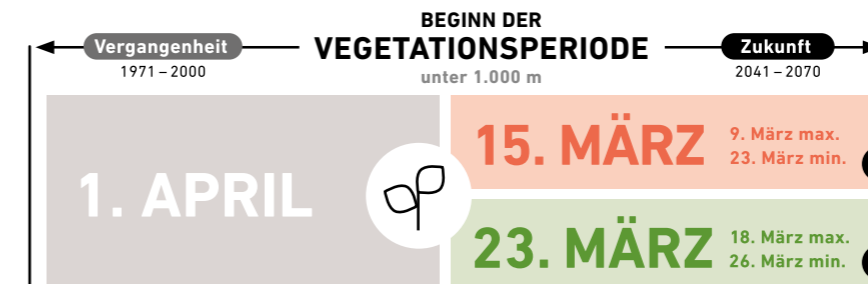 BEGINN DER
Vergangenheit VEGETATIONSPERIODE Zukunft
1971 – 2000 unter 1.000 m 2041 – 2070
1. APRIL
15. MÄRZ
9. März max.
23. März min.
23. MÄRZ
18. März max.
26. März min.